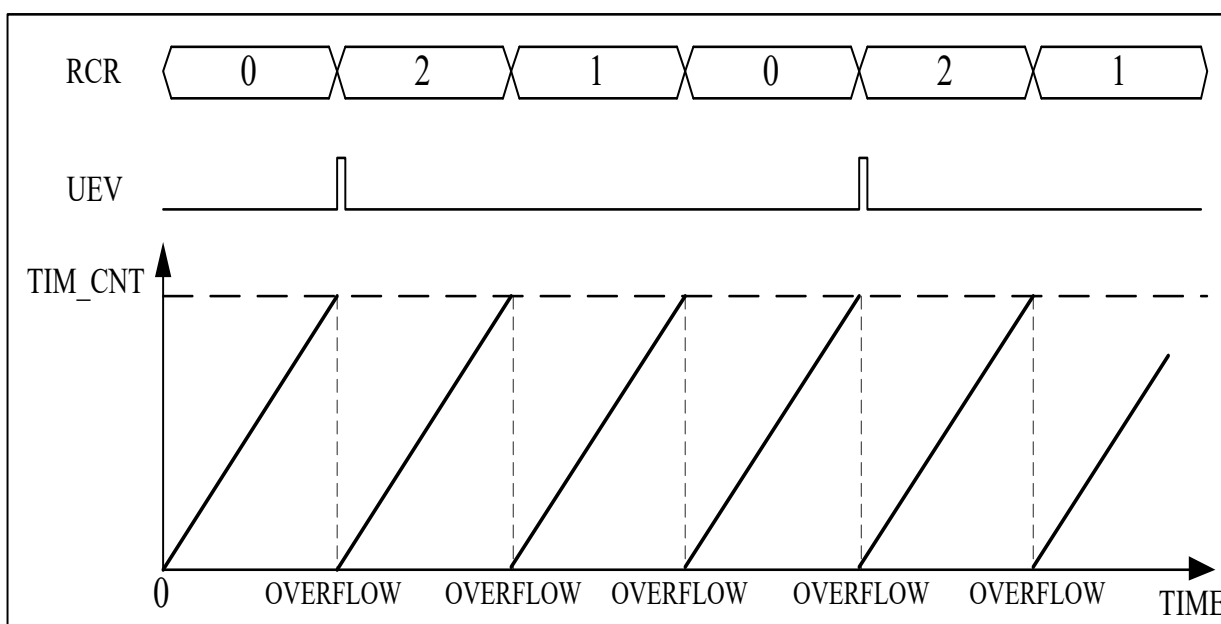 RCR 0 2 1 0 2 1
UEV
TIM_CNT
0 OVERFLOW OVERFLOW OVERFLOW OVERFLOW OVERFLOW TIME